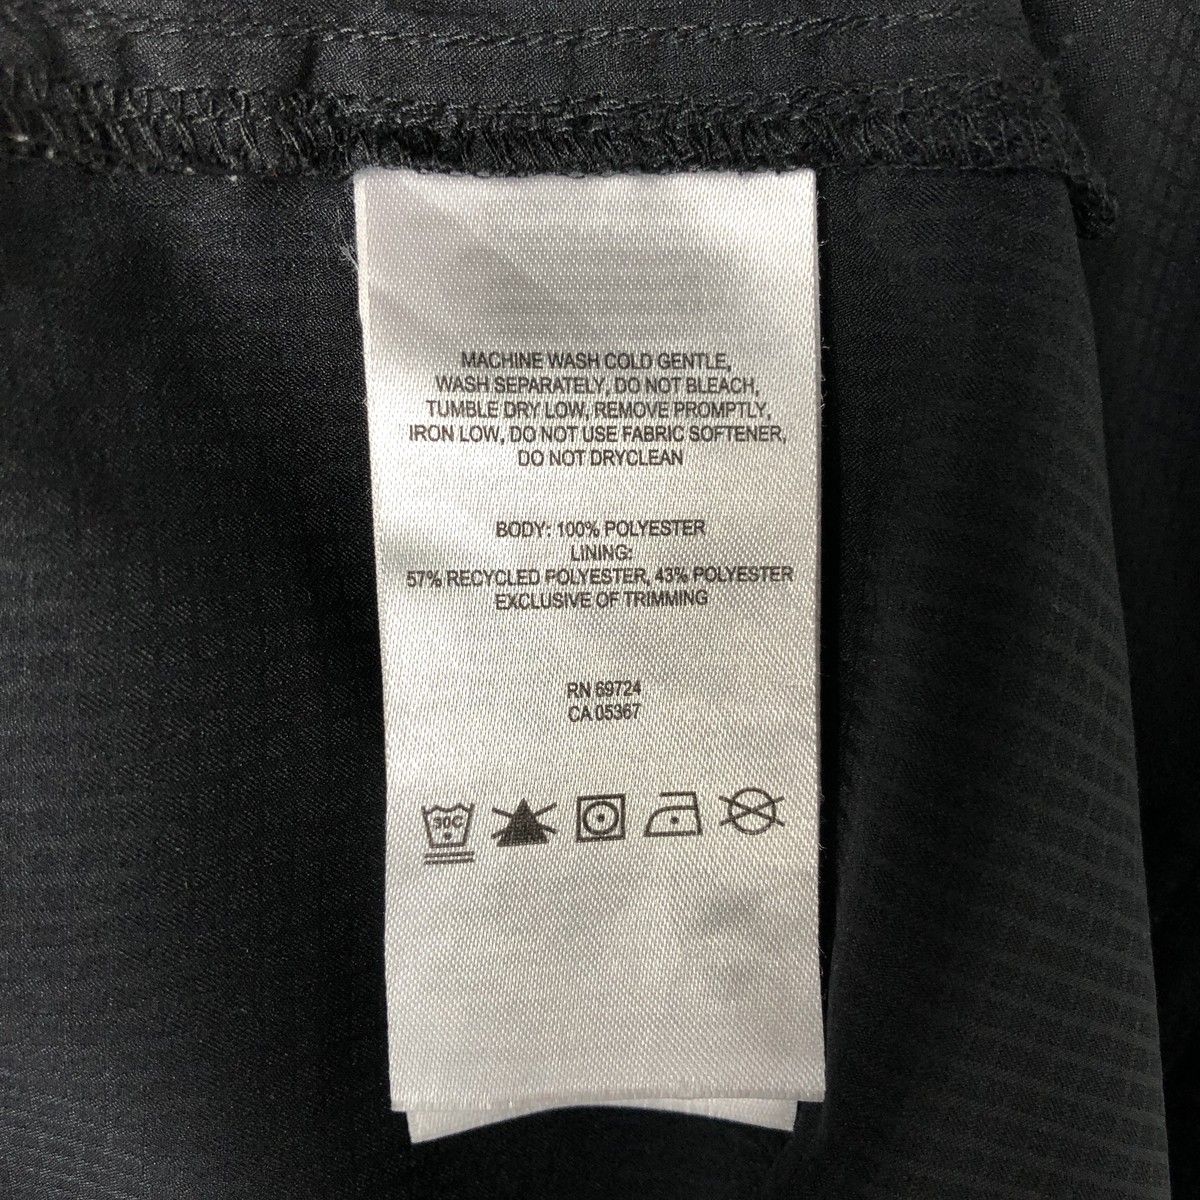 MACHINE WASH COLD GENTLE,
WASH SEPARATELY, DO NOT BLEACH,
TUMBLE DRY LOW, REMOVE PROMPTLY,
IRON LOW, DO NOT USE FABRIC SOFTENER,
DO NOT DRYCLEAN
BODY: 100% POLYESTER
LINING:
57% RECYCLED POLYESTER, 43% POLYESTER
EXCLUSIVE OF TRIMMING
RN 69724
CA 05367
30C